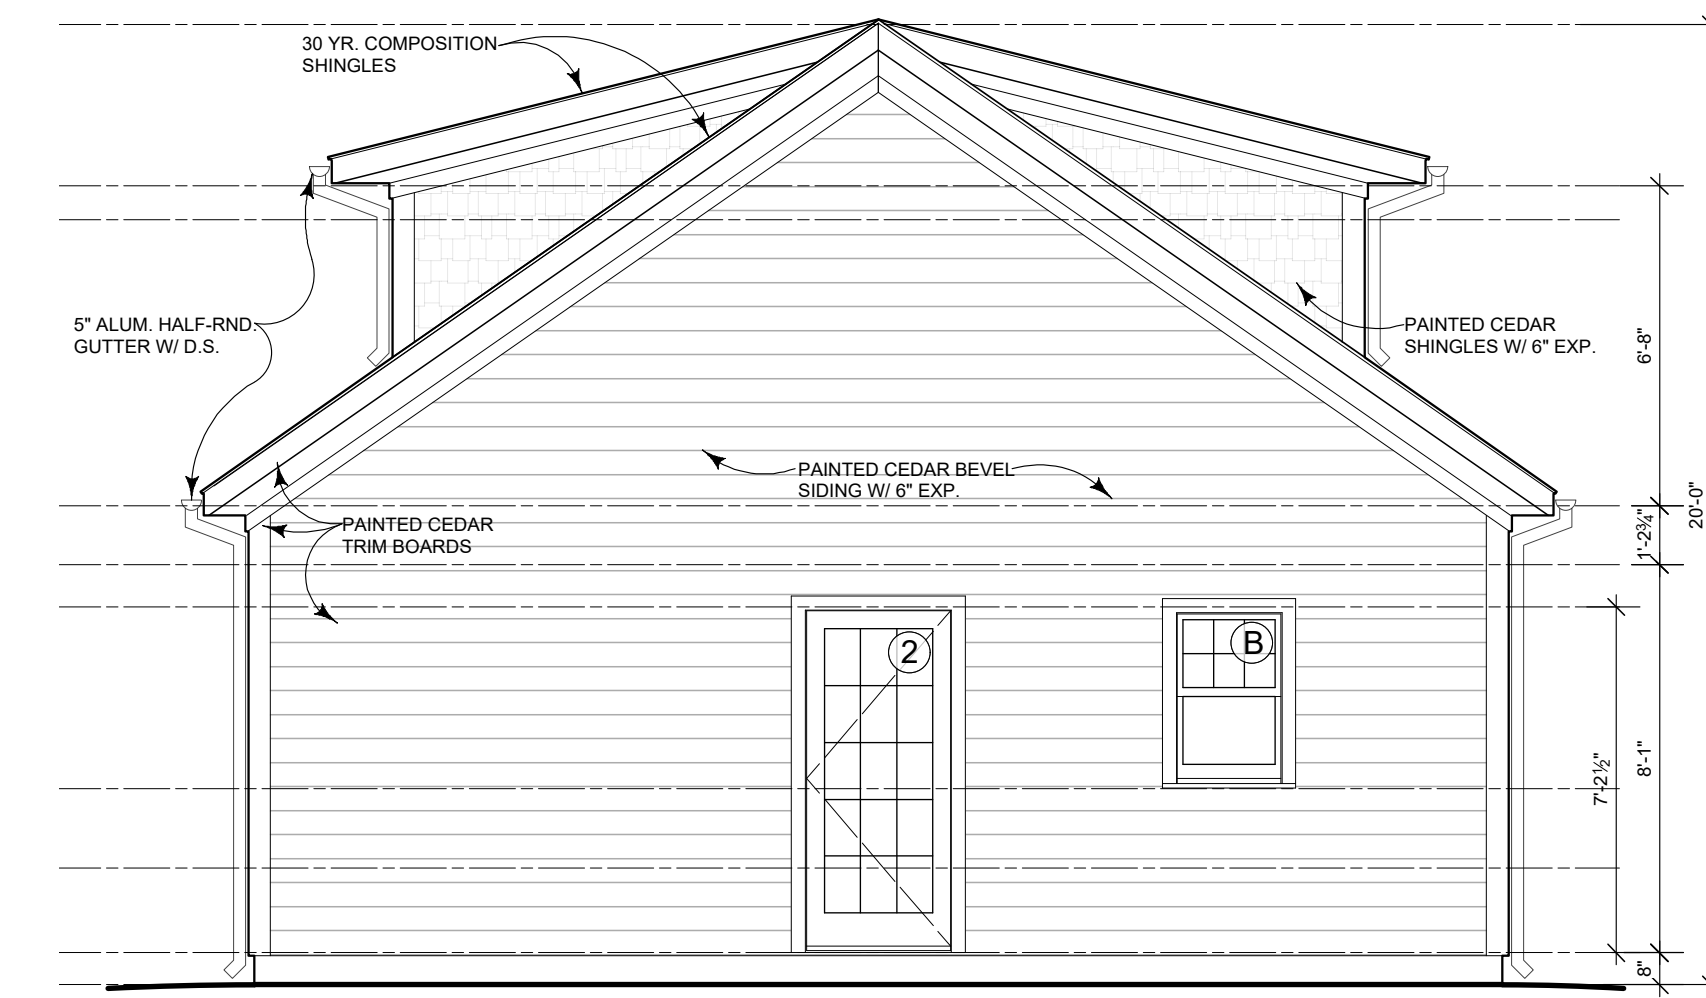 30 YR. COMPOSITION
SHINGLES
5" ALUM. HALF-RND.
GUTTER W/ D.S.
PAINTED CEDAR
SHINGLES W/ 6" EXP.
6'-8"
PAINTED CEDAR BEVEL
SIDING W/ 6" EXP.
20'-0"
PAINTED CEDAR
TRIM BOARDS
1'-2¾"
2
B
7'-2½"
8'-1"
8"